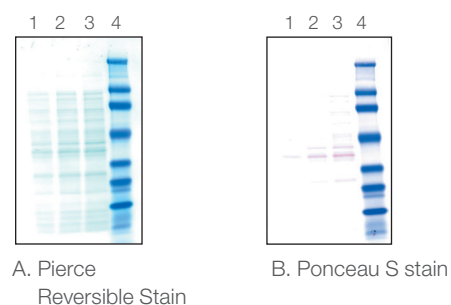 1 2 3 4
1 2 3 4
A. Pierce
Reversible Stain
B. Ponceau S stain